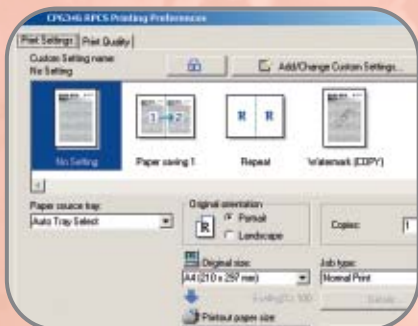 CP6346 RPCS Printing Preferences
Print Settings Print Quality
Custom Setting name:
No Setting
Add/Change Custom Settings...
1 2
R R
No Setting Paper saving 1 Repeat Watermark (COPY)
Paper source tray:
Auto Tray Select
Original orientation
R
Portrait
Landscape
Copies:
Original size:
A4 (210 x 297 mm)
Job type:
Normal Print
Printout paper size